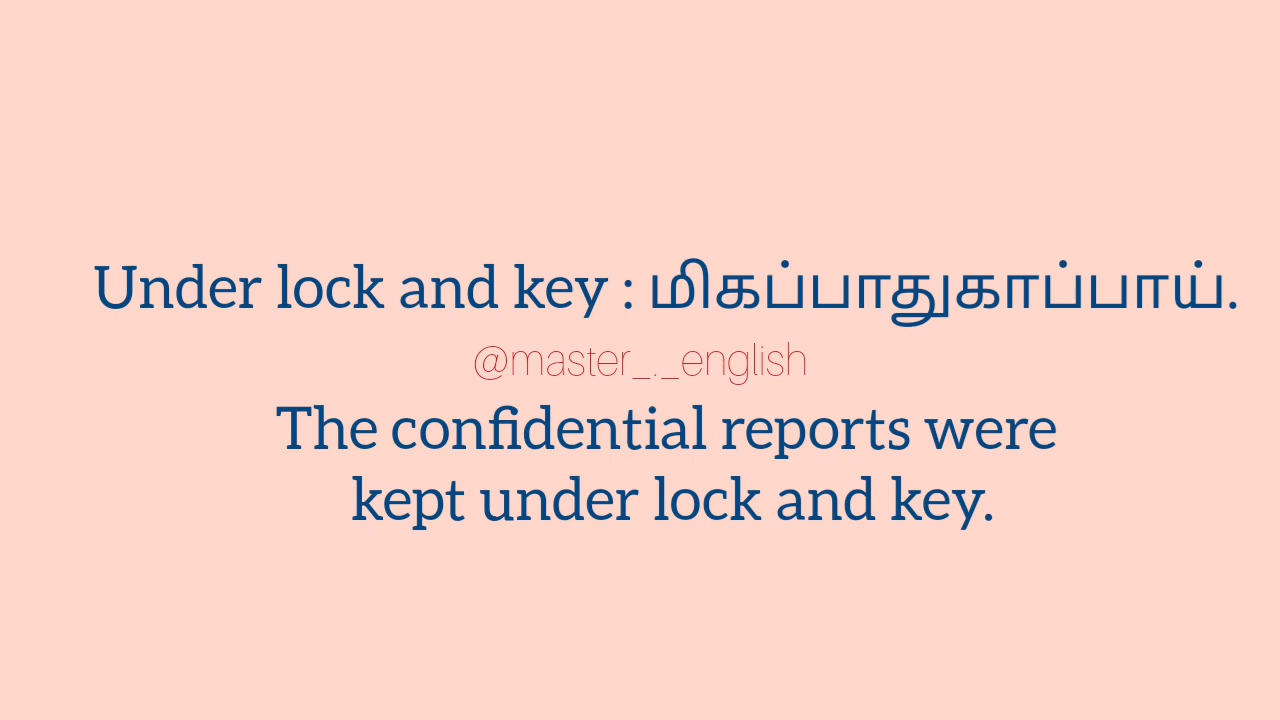 Under lock and key : மிகப்பாதுகாப்பாய்.
@master_._english
The confidential reports were
kept under lock and key.